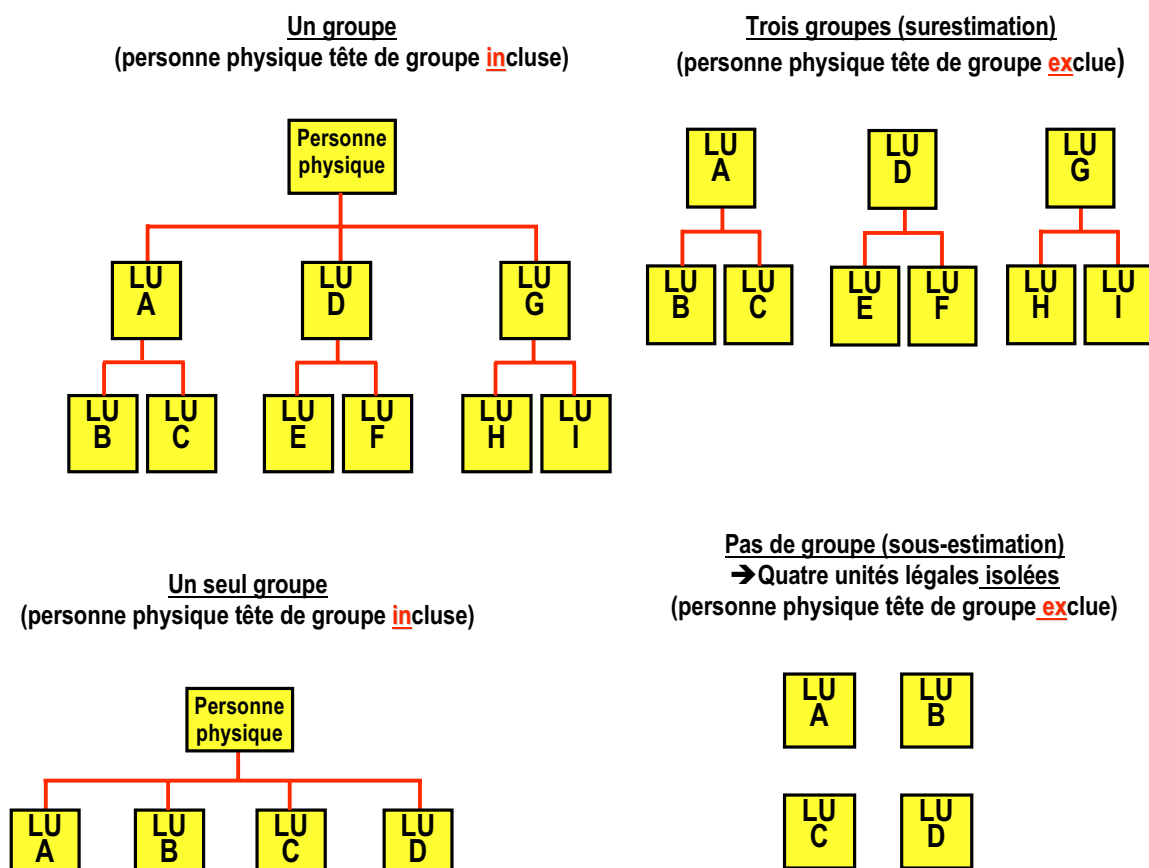 Un groupe
(personne physique tête de groupe incluse)
Personne
physique
LU
A
LU
D
LU
G
LU
B
LU
C
LU
E
LU
F
LU
H
LU
I
Trois groupes (surestimation)
(personne physique tête de groupe exclue)
LU
A
LU
D
LU
G
LU
B
LU
C
LU
E
LU
F
LU
H
LU
I
Un seul groupe
(personne physique tête de groupe incluse)
Personne
physique
LU
A
LU
B
LU
C
LU
D
Pas de groupe (sous-estimation)
➔Quatre unités légales isolées
(personne physique tête de groupe exclue)
LU
A
LU
B
LU
C
LU
D